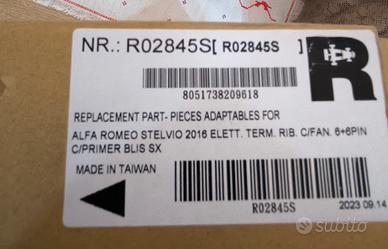 NR.: R02845S[ R02845S ]
R
8051738209618
REPLACEMENT PART- PIECES ADAPTABLES FOR
ALFA ROMEO STELVIO 2016 ELETT. TERM. RIB. C/FAN. 6+6PIN
C/PRIMER BLIS SX
MADE IN TAIWAN
R02845S
2023 09.14
subito